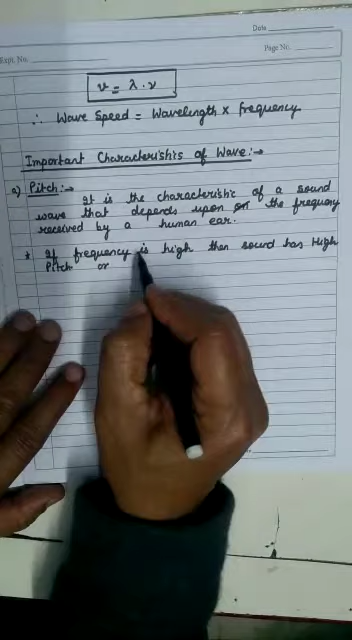 Date
Expt. No.
Page No.
v = λ . ν
∴ Wave Speed = Wavelength × frequency
Important Characteristics of Wave:→
a) Pitch:→
It is the characteristic of a sound
wave that depends upon the frequency
received by a human ear.
* If frequency is high then sound has High
Pitch or